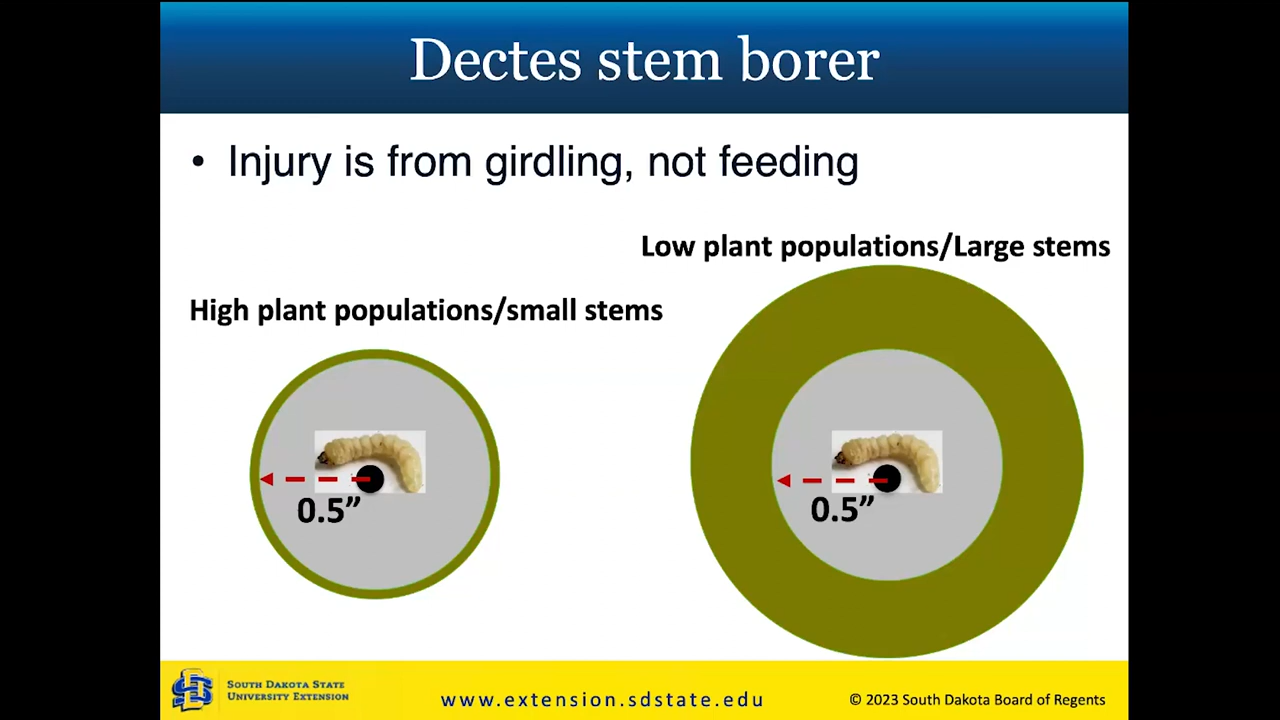 Dectes stem borer
• Injury is from girdling, not feeding
Low plant populations/Large stems
High plant populations/small stems
0.5”
0.5”
SOUTH DAKOTA STATE
UNIVERSITY EXTENSION
www.extension.sdstate.edu
© 2023 South Dakota Board of Regents